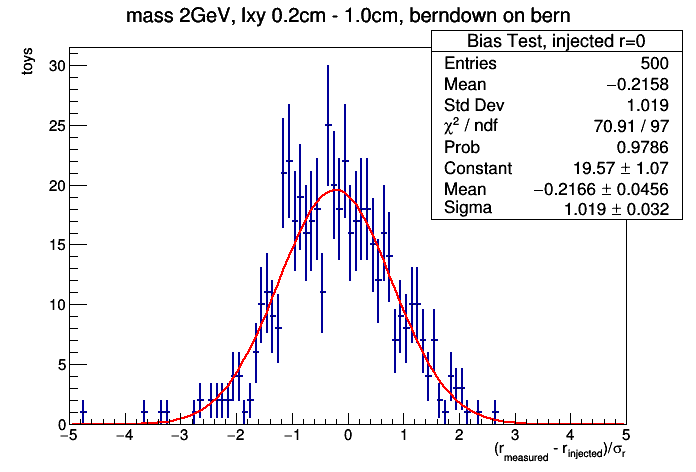 mass 2GeV, lxy 0.2cm - 1.0cm, berndown on bern
toys
Bias Test, injected r=0
Entries 500
Mean −0.2158
Std Dev 1.019
χ² / ndf 70.91 / 97
Prob 0.9786
Constant 19.57 ± 1.07
Mean −0.2166 ± 0.0456
Sigma 1.019 ± 0.032
30
25
20
15
10
5
0
−5 −4 −3 −2 −1 0 1 2 3 4 5
(r_measured - r_injected)/σ_r